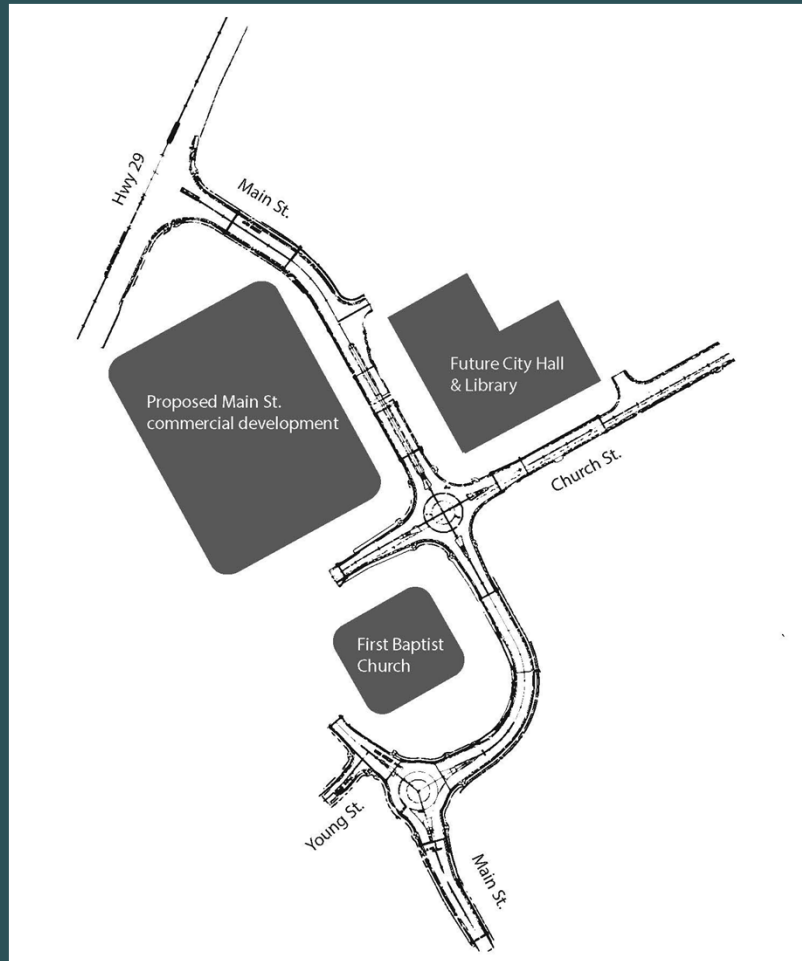 Hwy 29
Main St.
Future City Hall
& Library
Proposed Main St.
commercial development
Church St.
First Baptist
Church
Young St.
Main St.